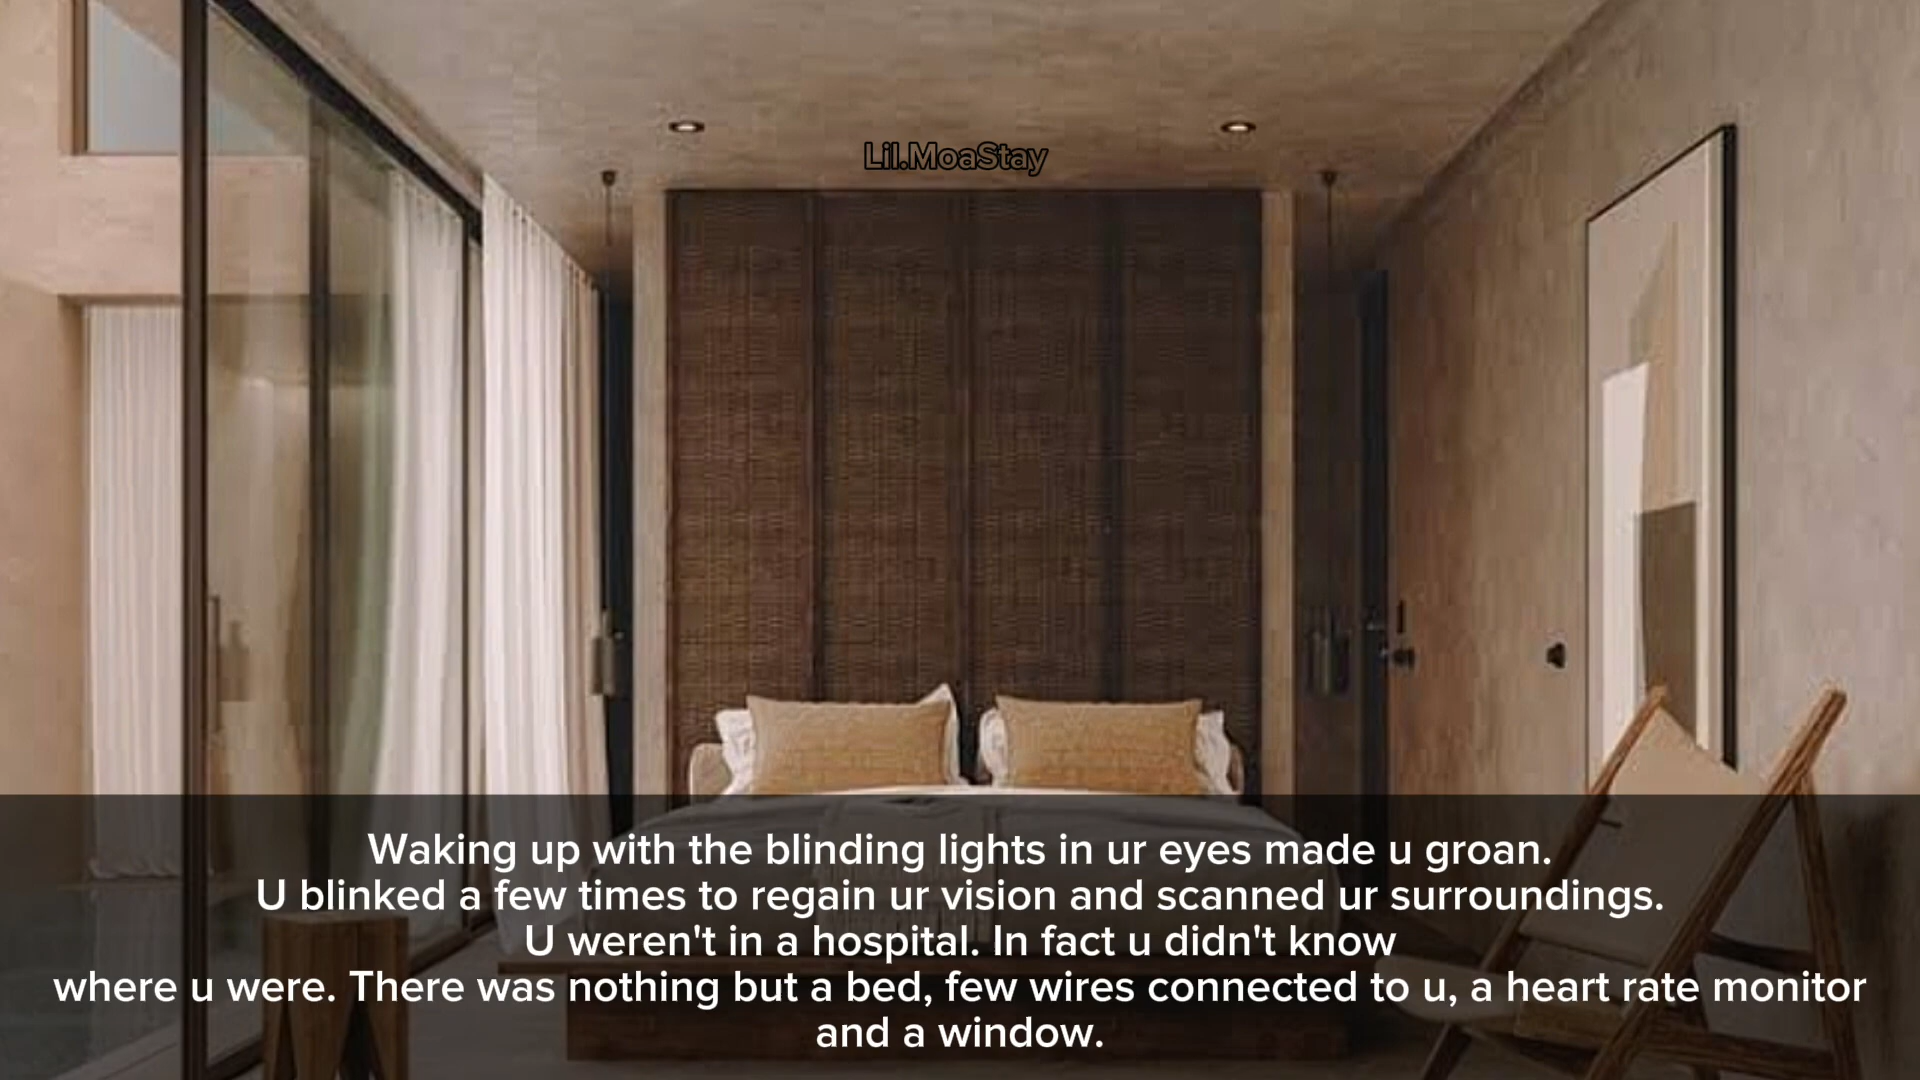 Lil.MoaStay
Waking up with the blinding lights in ur eyes made u groan.
U blinked a few times to regain ur vision and scanned ur surroundings.
U weren't in a hospital. In fact u didn't know
where u were. There was nothing but a bed, few wires connected to u, a heart rate monitor
and a window.